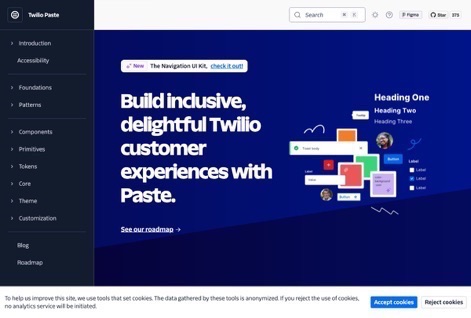 Twilio Paste
Search
⌘ K
Figma
Star 373
Introduction
Accessibility
Foundations
Patterns
Components
Primitives
Tokens
Core
Theme
Customization
Blog
Roadmap
New The Navigation UI Kit, check it out!
Build inclusive,
delightful Twilio
customer
experiences with
Paste.
See our roadmap →
Heading One
Heading Two
Heading Three
Button
Label
Label
Label
Label
Label
Button
To help us improve this site, we use tools that set cookies. The data gathered by these tools is anonymized. If you reject the use of cookies,
no analytics service will be initiated.
Accept cookies
Reject cookies